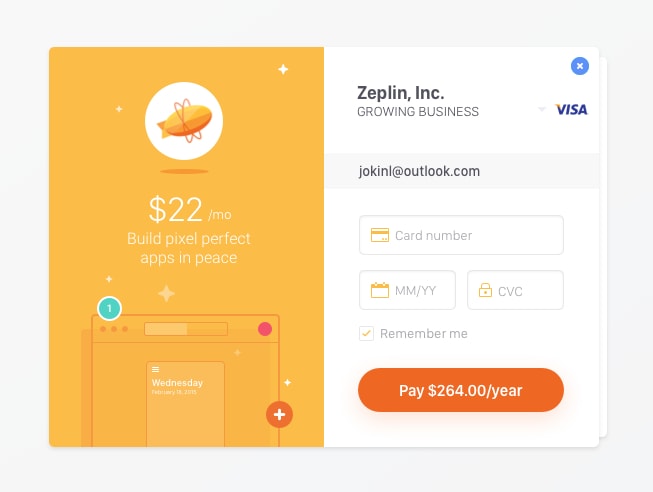 $22 /mo
Build pixel perfect
apps in peace
1
Wednesday
February 18, 2015
Zeplin, Inc.
GROWING BUSINESS
VISA
jokinl@outlook.com
Card number
MM/YY
CVC
Remember me
Pay $264.00/year